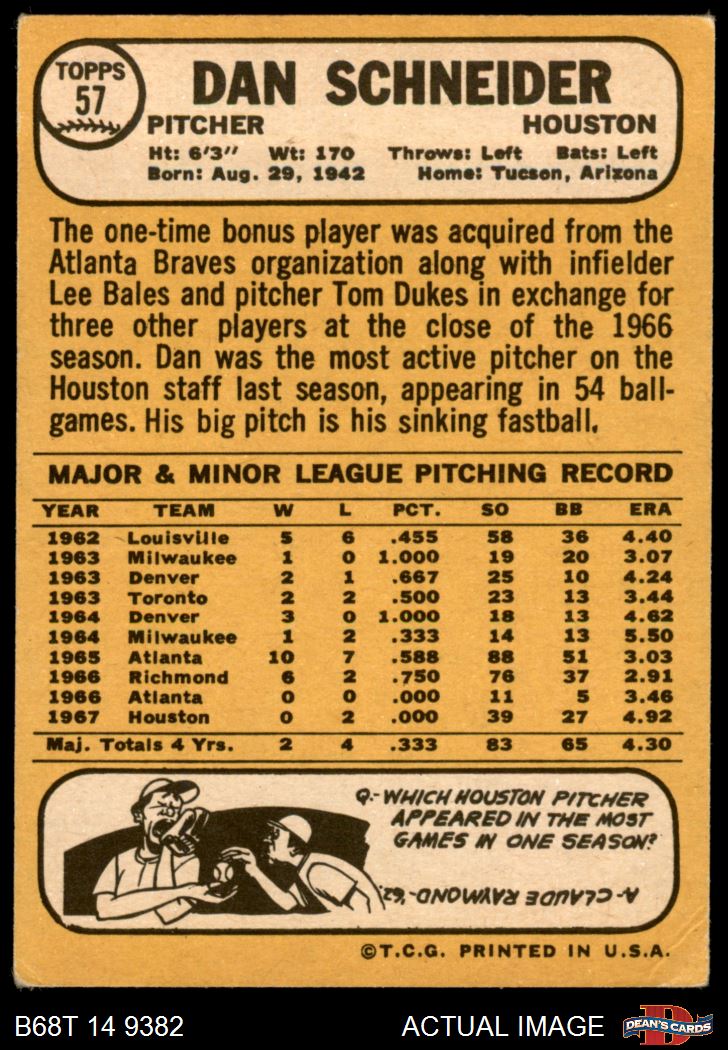 TOPPS
57
DAN SCHNEIDER
PITCHER HOUSTON
Ht: 6'3" Wt: 170 Throws: Left Bats: Left
Born: Aug. 29, 1942 Home: Tucson, Arizona
The one-time bonus player was acquired from the
Atlanta Braves organization along with infielder
Lee Bales and pitcher Tom Dukes in exchange for
three other players at the close of the 1966
season. Dan was the most active pitcher on the
Houston staff last season, appearing in 54 ball-
games. His big pitch is his sinking fastball.
MAJOR & MINOR LEAGUE PITCHING RECORD
YEAR TEAM W L PCT. SO BB ERA
1962 Louisville 5 6 .455 58 36 4.40
1963 Milwaukee 1 0 1.000 19 20 3.07
1963 Denver 2 1 .667 25 10 4.24
1963 Toronto 2 2 .500 23 13 3.44
1964 Denver 3 0 1.000 18 13 4.62
1964 Milwaukee 1 2 .333 14 13 5.50
1965 Atlanta 10 7 .588 88 51 3.03
1966 Richmond 6 2 .750 76 37 2.91
1966 Atlanta 0 0 .000 11 5 3.46
1967 Houston 0 2 .000 39 27 4.92
Maj. Totals 4 Yrs. 2 4 .333 83 65 4.30
Q.- WHICH HOUSTON PITCHER
APPEARED IN THE MOST
GAMES IN ONE SEASON?
A- CLAUDE RAYMOND-'62.
©T.C.G. PRINTED IN U.S.A.
B68T 14 9382 ACTUAL IMAGE
D
DEAN'S CARDS